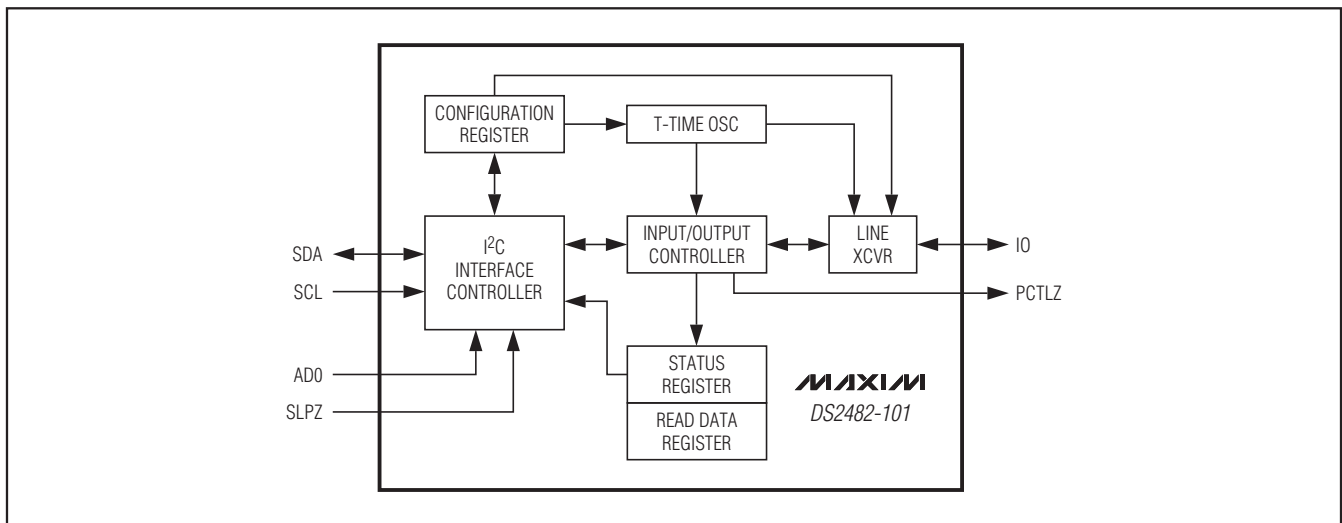 CONFIGURATION
REGISTER
T-TIME OSC
SDA
SCL
AD0
SLPZ
I2C
INTERFACE
CONTROLLER
INPUT/OUTPUT
CONTROLLER
LINE
XCVR
IO
PCTLZ
STATUS
REGISTER
READ DATA
REGISTER
MAXIM
DS2482-101